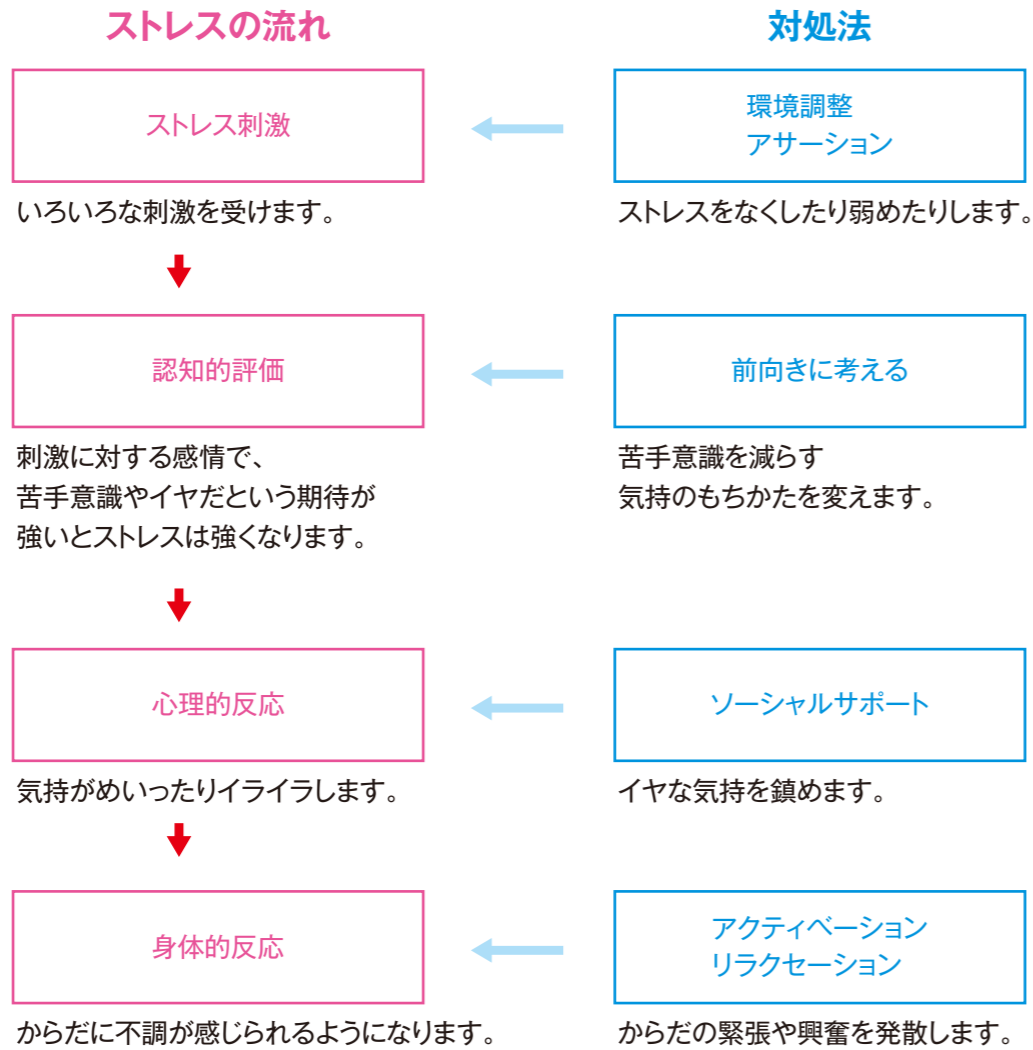 ストレスの流れ
対処法
ストレス刺激
環境調整
アサーション
いろいろな刺激を受けます。
ストレスをなくしたり弱めたりします。
認知的評価
前向きに考える
刺激に対する感情で、
苦手意識やイヤだという期待が
強いとストレスは強くなります。
苦手意識を減らす
気持のもちかたを変えます。
心理的反応
ソーシャルサポート
気持がめいったりイライラします。
イヤな気持を鎮めます。
身体的反応
アクティベーション
リラクセーション
からだに不調が感じられるようになります。
からだの緊張や興奮を発散します。